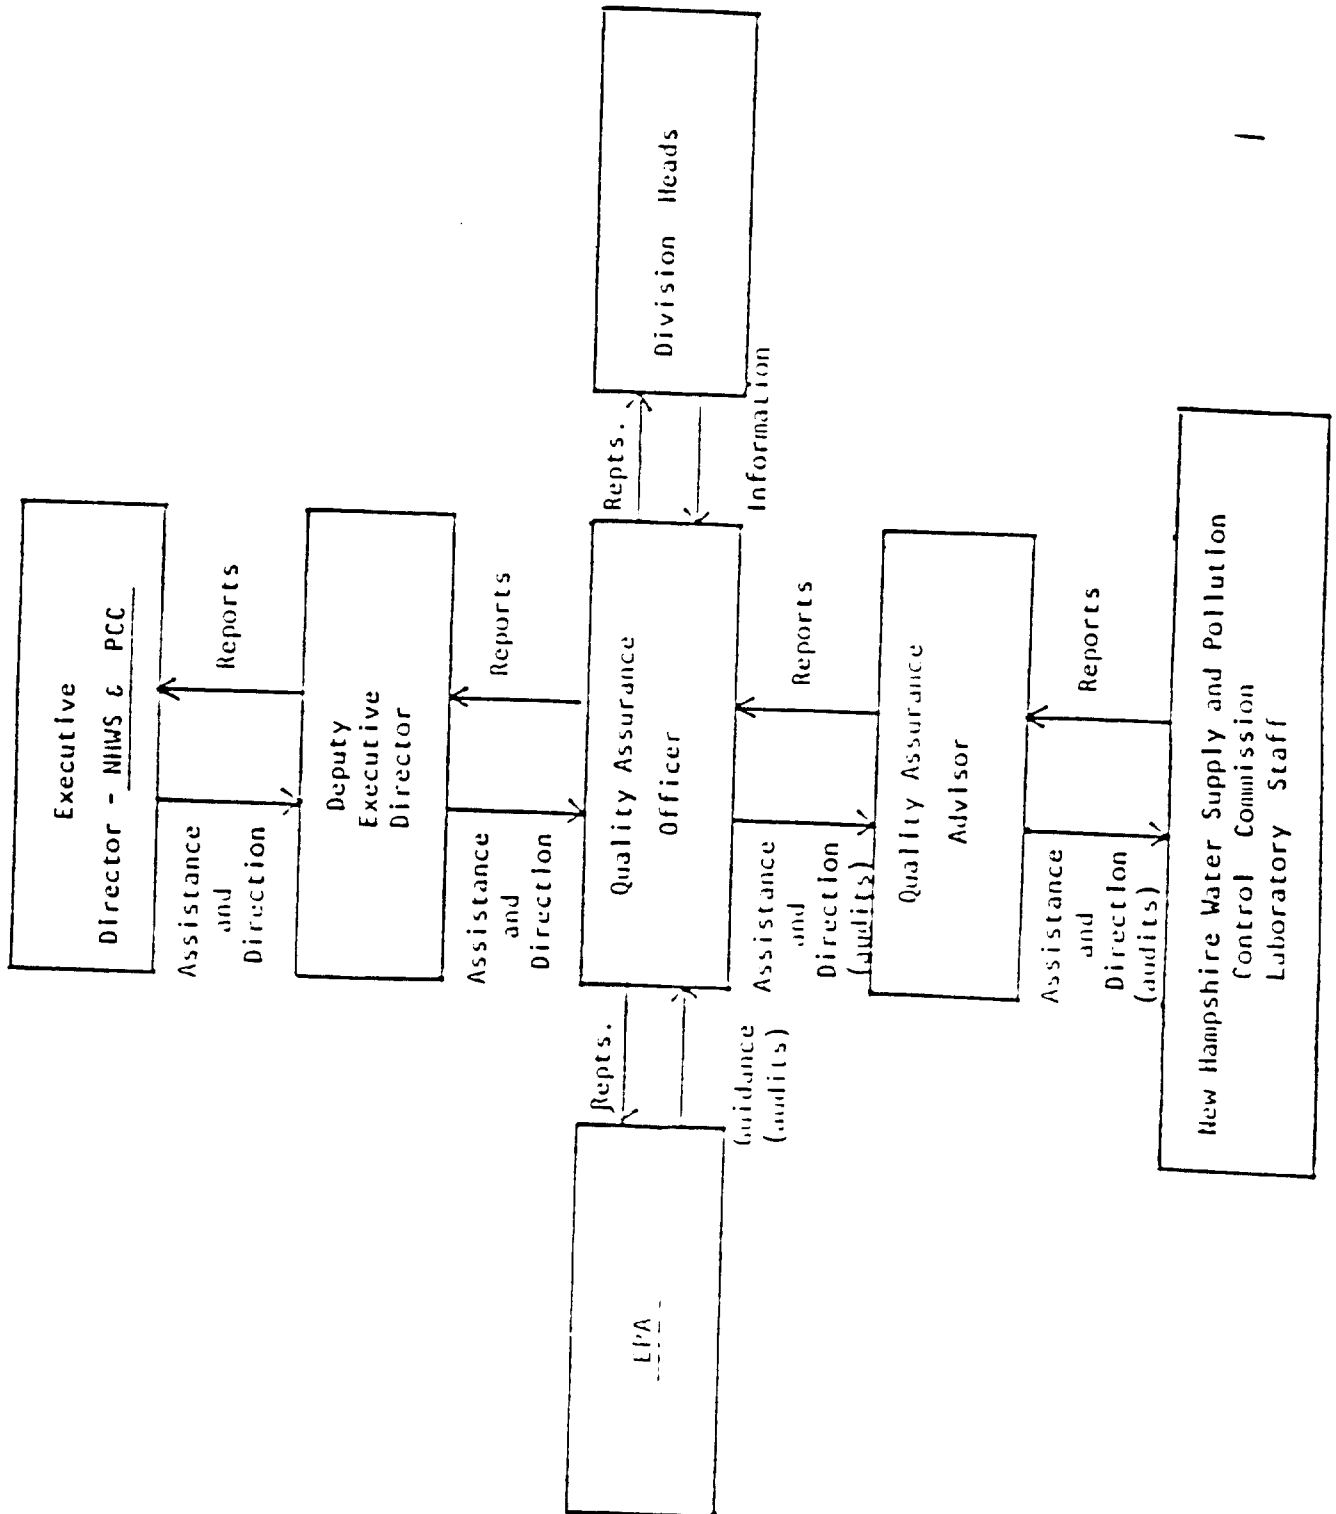 Executive
Director - NHWS & PCC
Assistance
and
Direction
Reports
Deputy
Executive
Director
Assistance
and
Direction
Reports
EPA
Repts.
Guidance
(audits)
Quality Assurance
Officer
Repts.
Information
Division Heads
Assistance
and
Direction
(audits)
Reports
Quality Assurance
Advisor
Assistance
and
Direction
(audits)
Reports
New Hampshire Water Supply and Pollution
Control Commission
Laboratory Staff